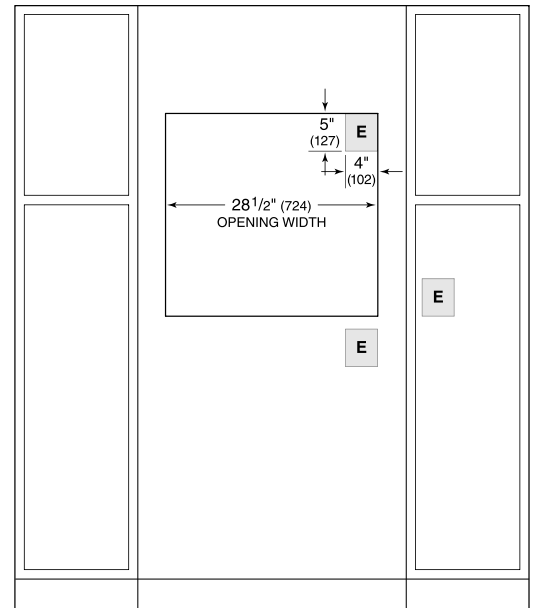 5"
(127)
E
4"
(102)
28 1/2" (724)
OPENING WIDTH
E
E